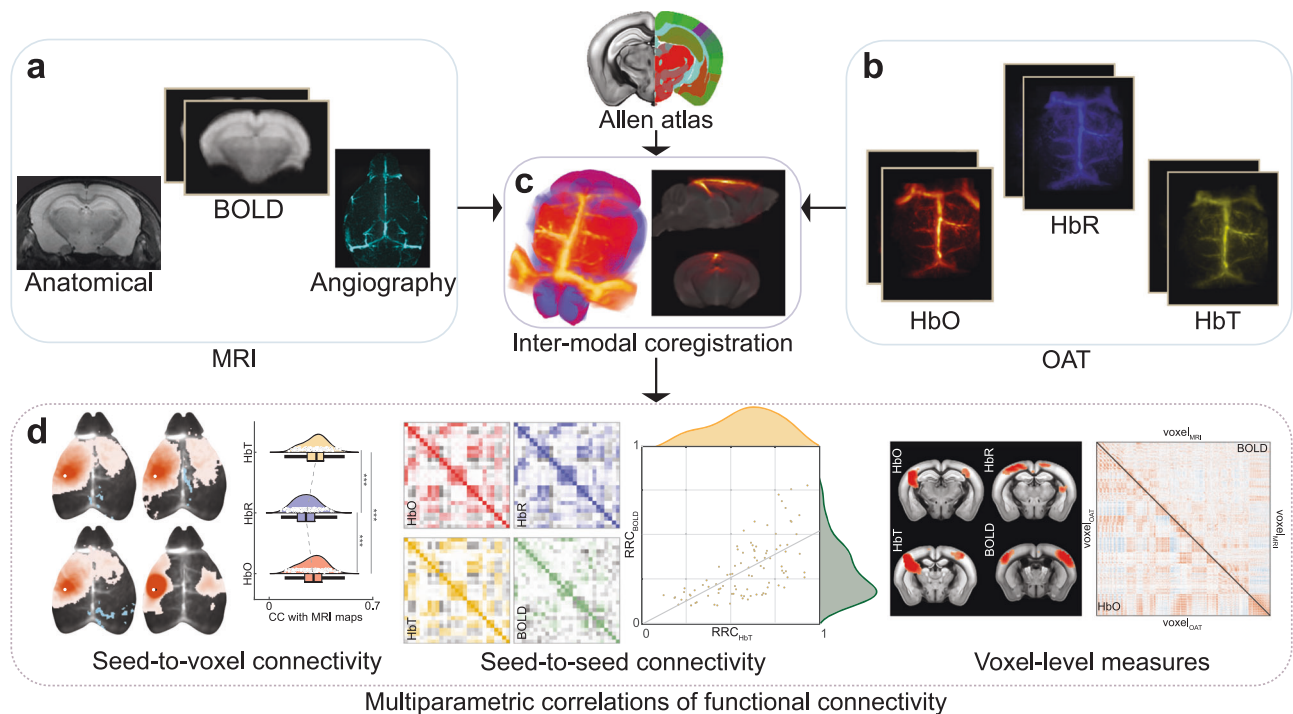 a
BOLD
Anatomical
Angiography
MRI
Allen atlas
c
Inter-modal coregistration
b
HbR
HbO
HbT
OAT
d
HbT
HbR
HbO
***
***
***
0
0.7
CC with MRI maps
Seed-to-voxel connectivity
HbO
HbR
HbT
BOLD
1
RRC_BOLD
0
RRC_HbT
1
Seed-to-seed connectivity
HbO
HbR
HbT
BOLD
voxel_MRI
BOLD
voxel_OAT
voxel_MRI
HbO
voxel_OAT
Voxel-level measures
Multiparametric correlations of functional connectivity